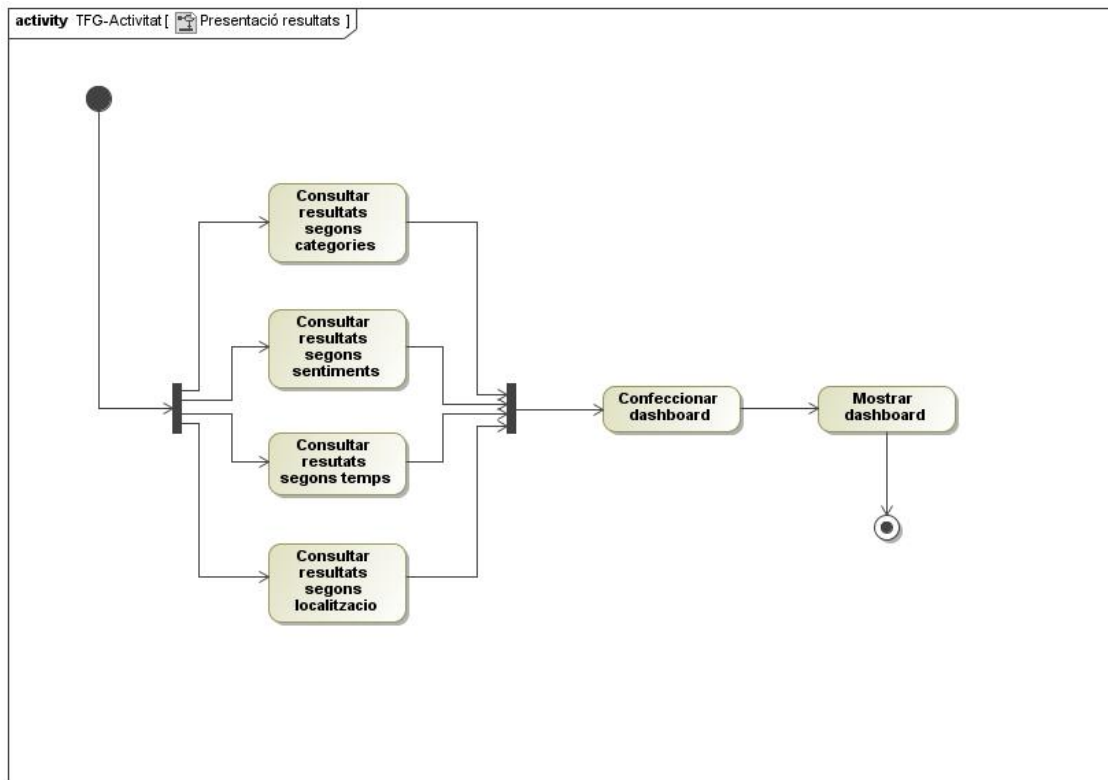 activity TFG-Activitat [ Presentació resultats ]
Consultar
resultats
segons
categories
Consultar
resultats
segons
sentiments
Consultar
resutats
segons temps
Consultar
resultats
segons
localitzacio
Confeccionar
dashboard
Mostrar
dashboard